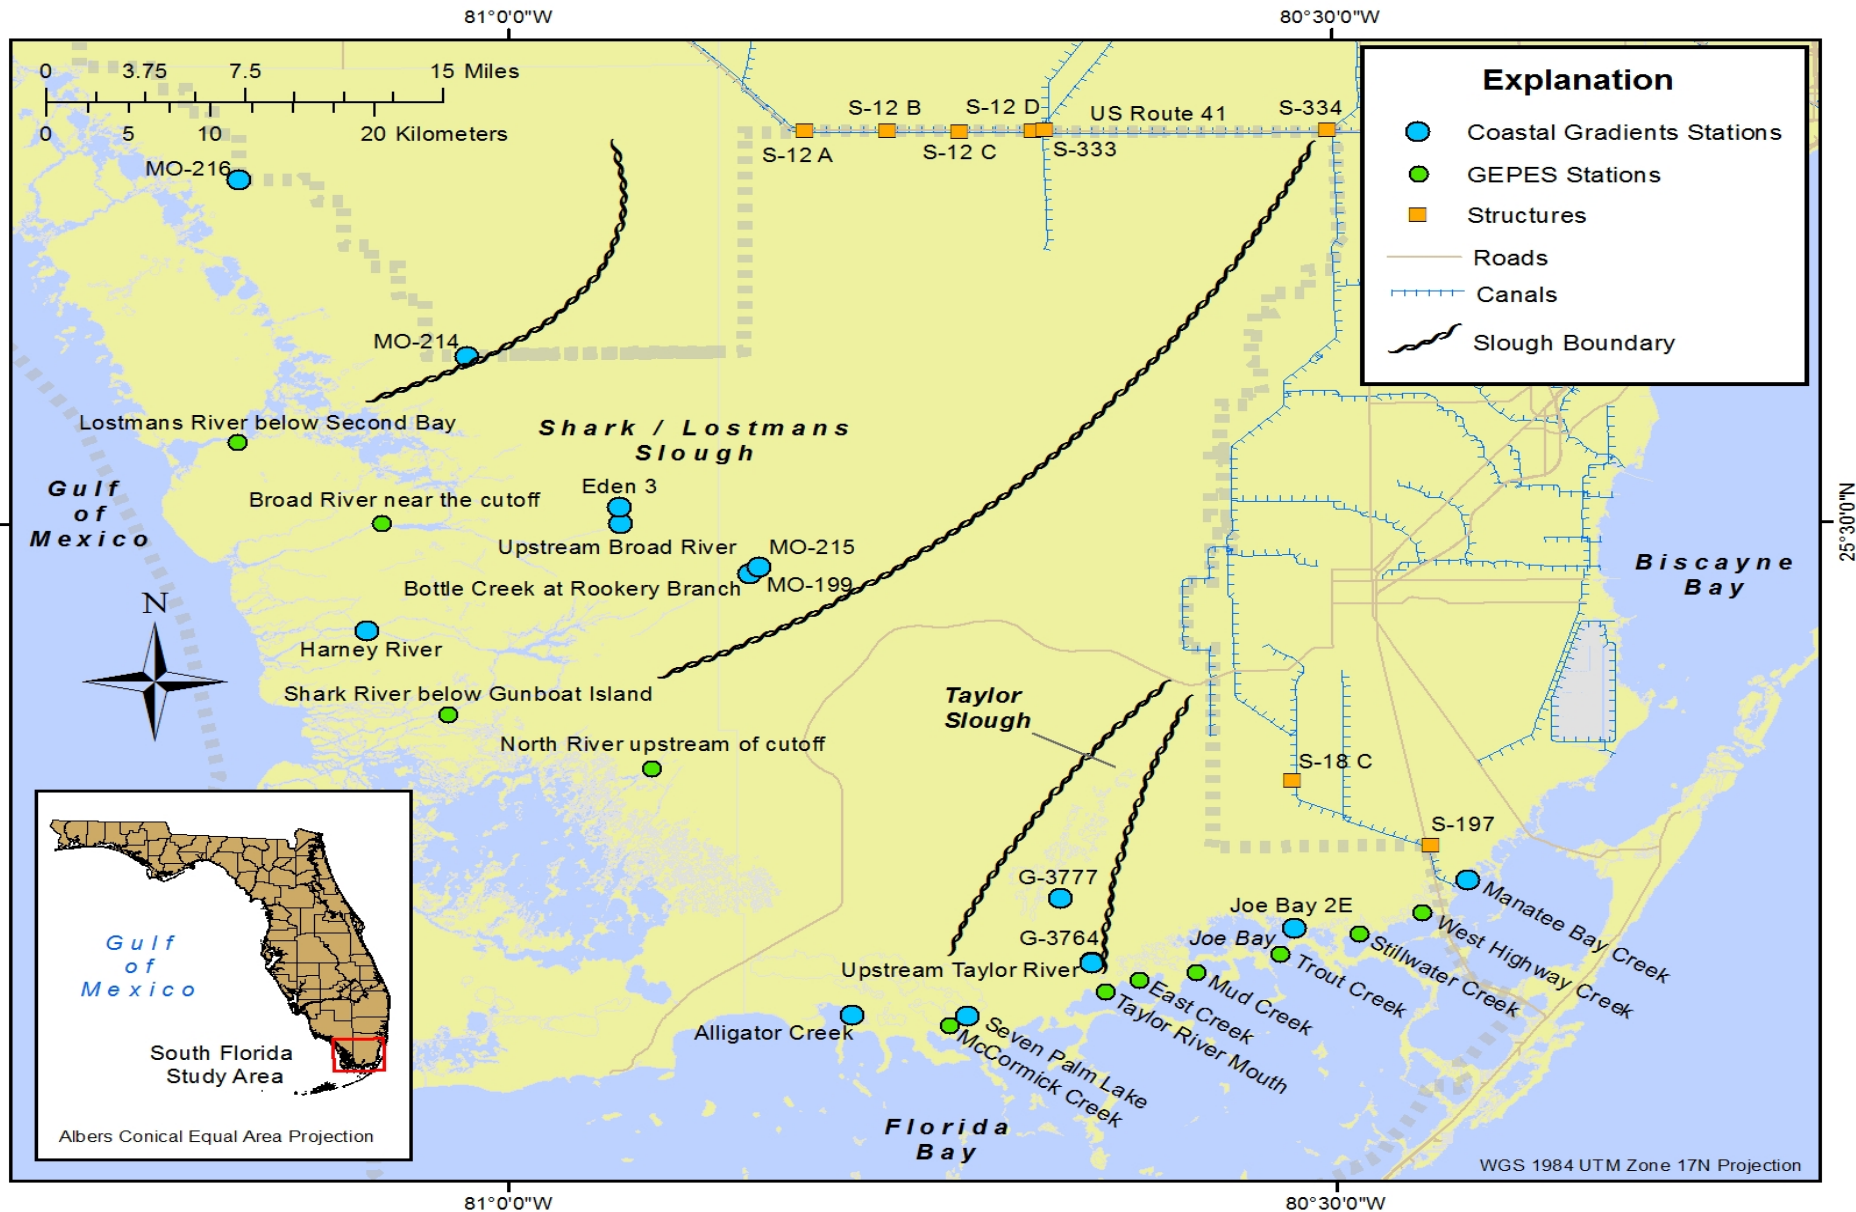 81°0'0"W
80°30'0"W
0 3.75 7.5 15 Miles
0 5 10 20 Kilometers
MO-216
S-12 A
S-12 B
S-12 C
S-12 D
S-333
US Route 41
S-334
Explanation
Coastal Gradients Stations
GEPES Stations
Structures
Roads
Canals
Slough Boundary
MO-214
Lostmans River below Second Bay
Shark / Lostmans
Slough
Gulf
of
Mexico
Broad River near the cutoff
Eden 3
Upstream Broad River
MO-215
Bottle Creek at Rookery Branch
MO-199
25°30'0"N
Biscayne
Bay
N
Harney River
Shark River below Gunboat Island
North River upstream of cutoff
Taylor
Slough
S-18 C
S-197
G-3777
G-3764
Upstream Taylor River
Joe Bay 2E
Joe Bay
Manatee Bay Creek
West Highway Creek
Stillwater Creek
Trout Creek
Mud Creek
East Creek
Taylor River Mouth
Seven Palm Lake
McCormick Creek
Alligator Creek
Florida
Bay
Gulf
of
Mexico
South Florida
Study Area
Albers Conical Equal Area Projection
WGS 1984 UTM Zone 17N Projection
81°0'0"W
80°30'0"W